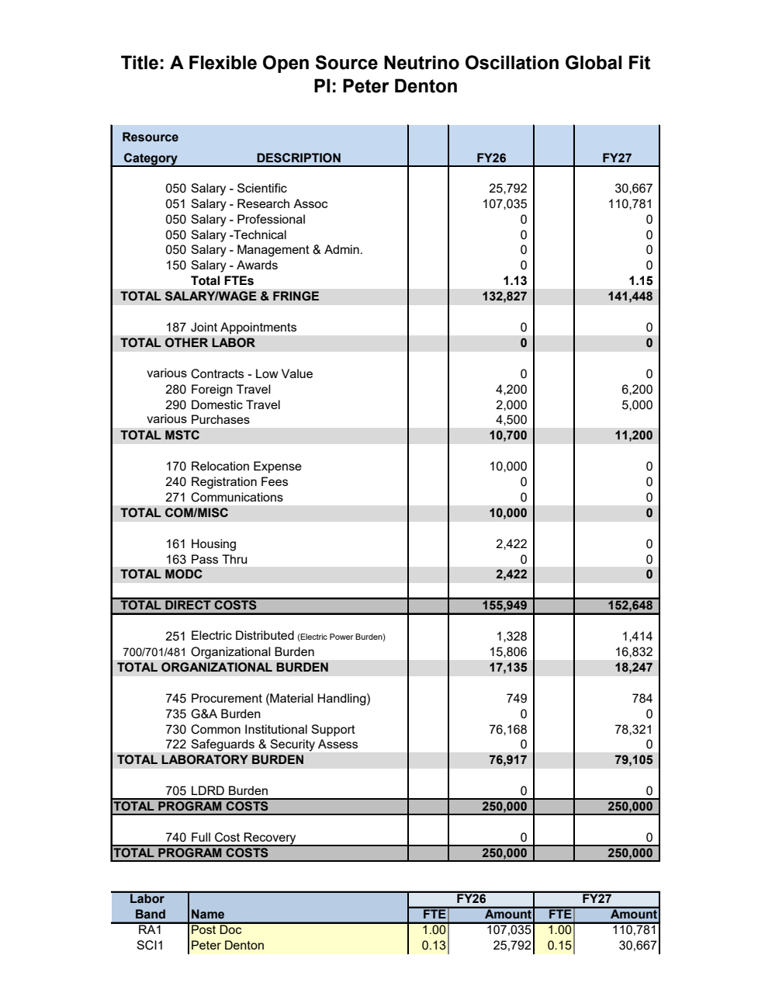 Title: A Flexible Open Source Neutrino Oscillation Global Fit
PI: Peter Denton
Resource
Category DESCRIPTION FY26 FY27
050 Salary - Scientific 25,792 30,667
051 Salary - Research Assoc 107,035 110,781
050 Salary - Professional 0 0
050 Salary -Technical 0 0
050 Salary - Management & Admin. 0 0
150 Salary - Awards 0 0
Total FTEs 1.13 1.15
TOTAL SALARY/WAGE & FRINGE 132,827 141,448
187 Joint Appointments 0 0
TOTAL OTHER LABOR 0 0
various Contracts - Low Value 0 0
280 Foreign Travel 4,200 6,200
290 Domestic Travel 2,000 5,000
various Purchases 4,500
TOTAL MSTC 10,700 11,200
170 Relocation Expense 10,000 0
240 Registration Fees 0 0
271 Communications 0 0
TOTAL COM/MISC 10,000 0
161 Housing 2,422 0
163 Pass Thru 0 0
TOTAL MODC 2,422 0
TOTAL DIRECT COSTS 155,949 152,648
251 Electric Distributed (Electric Power Burden) 1,328 1,414
700/701/481 Organizational Burden 15,806 16,832
TOTAL ORGANIZATIONAL BURDEN 17,135 18,247
745 Procurement (Material Handling) 749 784
735 G&A Burden 0 0
730 Common Institutional Support 76,168 78,321
722 Safeguards & Security Assess 0 0
TOTAL LABORATORY BURDEN 76,917 79,105
705 LDRD Burden 0 0
TOTAL PROGRAM COSTS 250,000 250,000
740 Full Cost Recovery 0 0
TOTAL PROGRAM COSTS 250,000 250,000
Labor FY26 FY27
Band Name FTE Amount FTE Amount
RA1 Post Doc 1.00 107,035 1.00 110,781
SCI1 Peter Denton 0.13 25,792 0.15 30,667